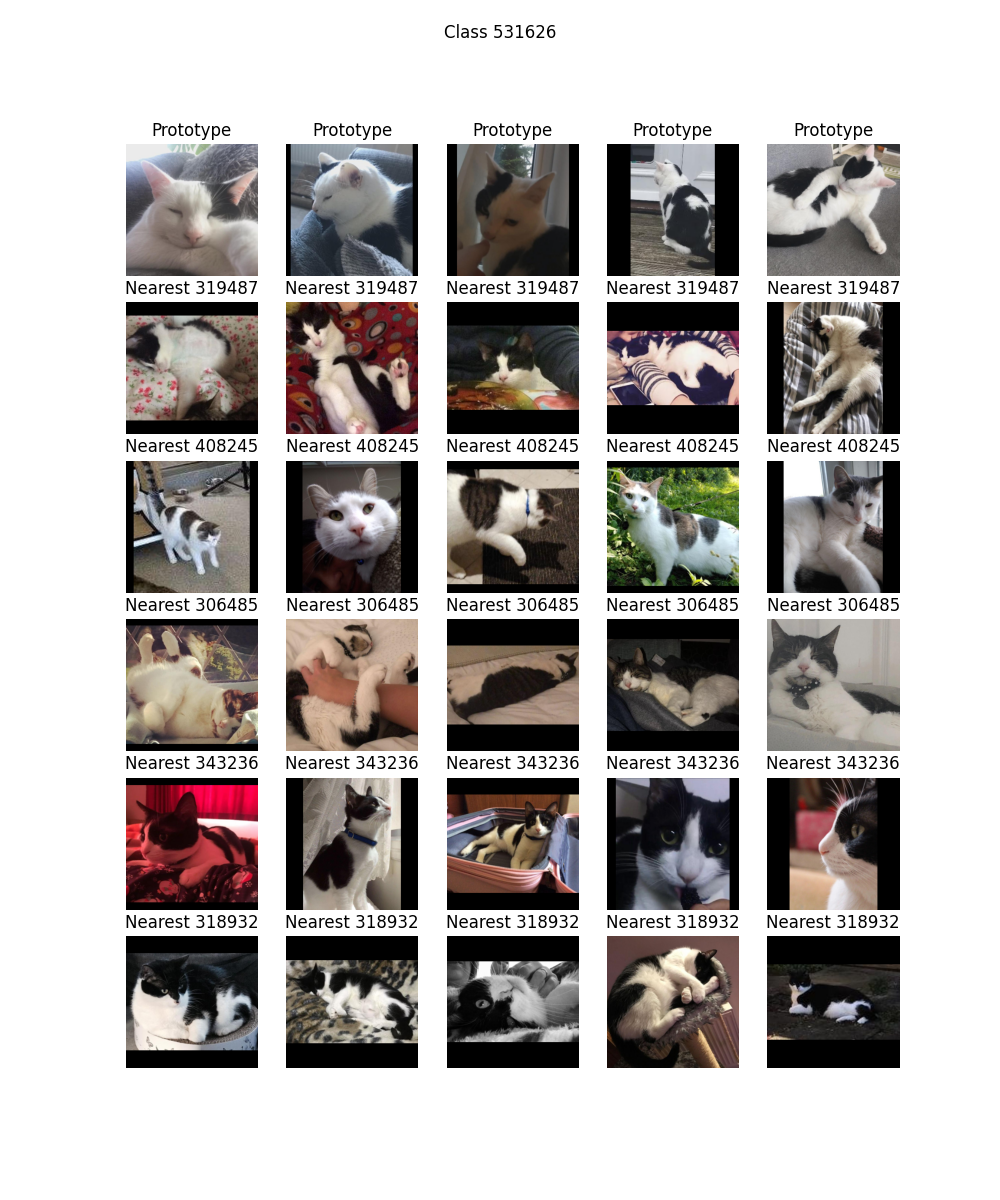 Class 531626
Prototype Prototype Prototype Prototype Prototype
Nearest 319487 Nearest 319487 Nearest 319487 Nearest 319487 Nearest 319487
Nearest 408245 Nearest 408245 Nearest 408245 Nearest 408245 Nearest 408245
Nearest 306485 Nearest 306485 Nearest 306485 Nearest 306485 Nearest 306485
Nearest 343236 Nearest 343236 Nearest 343236 Nearest 343236 Nearest 343236
Nearest 318932 Nearest 318932 Nearest 318932 Nearest 318932 Nearest 318932